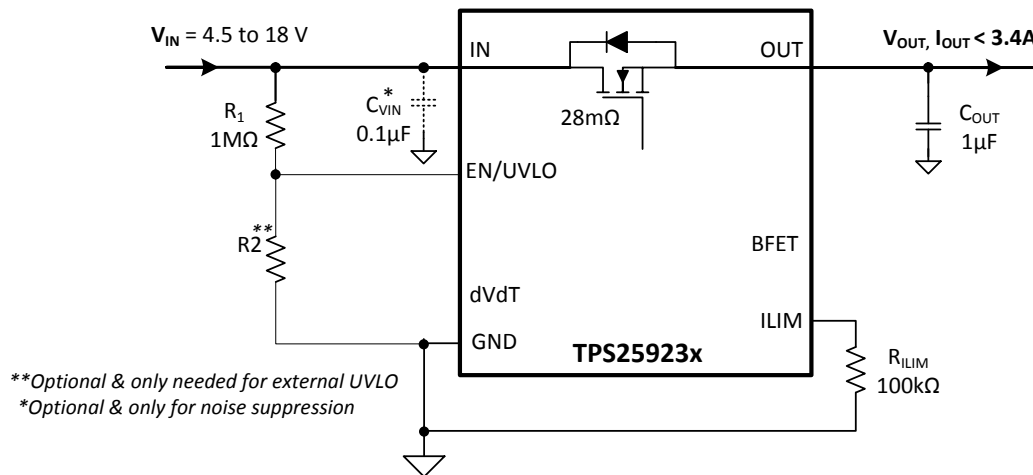 V_IN = 4.5 to 18 V
IN
OUT
V_OUT, I_OUT < 3.4A
R_1
1MΩ
C_VIN*
0.1µF
28mΩ
C_OUT
1µF
EN/UVLO
R2**
BFET
dVdT
ILIM
GND
TPS25923x
R_ILIM
100kΩ
**Optional & only needed for external UVLO
*Optional & only for noise suppression